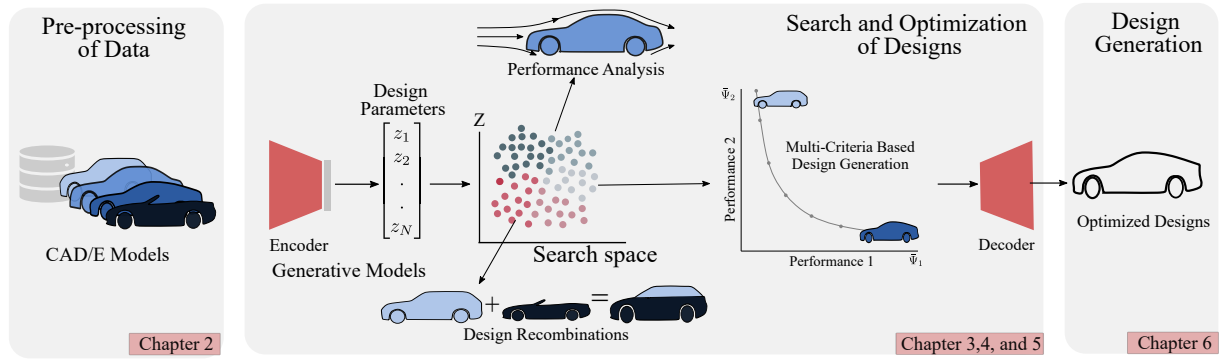 Pre-processing
of Data
CAD/E Models
Chapter 2
Search and Optimization
of Designs
Performance Analysis
Design
Parameters
z1
z2
.
.
zN
Encoder
Generative Models
Z
Search space
+
=
Design Recombinations
Ψ̄2
Performance 2
Multi-Criteria Based
Design Generation
Performance 1
Ψ̄1
Decoder
Chapter 3,4, and 5
Design
Generation
Optimized Designs
Chapter 6